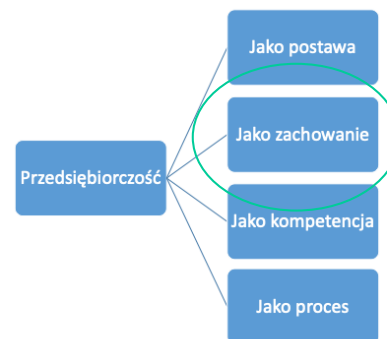 Jako postawa
Jako zachowanie
Przedsiębiorczość
Jako kompetencja
Jako proces